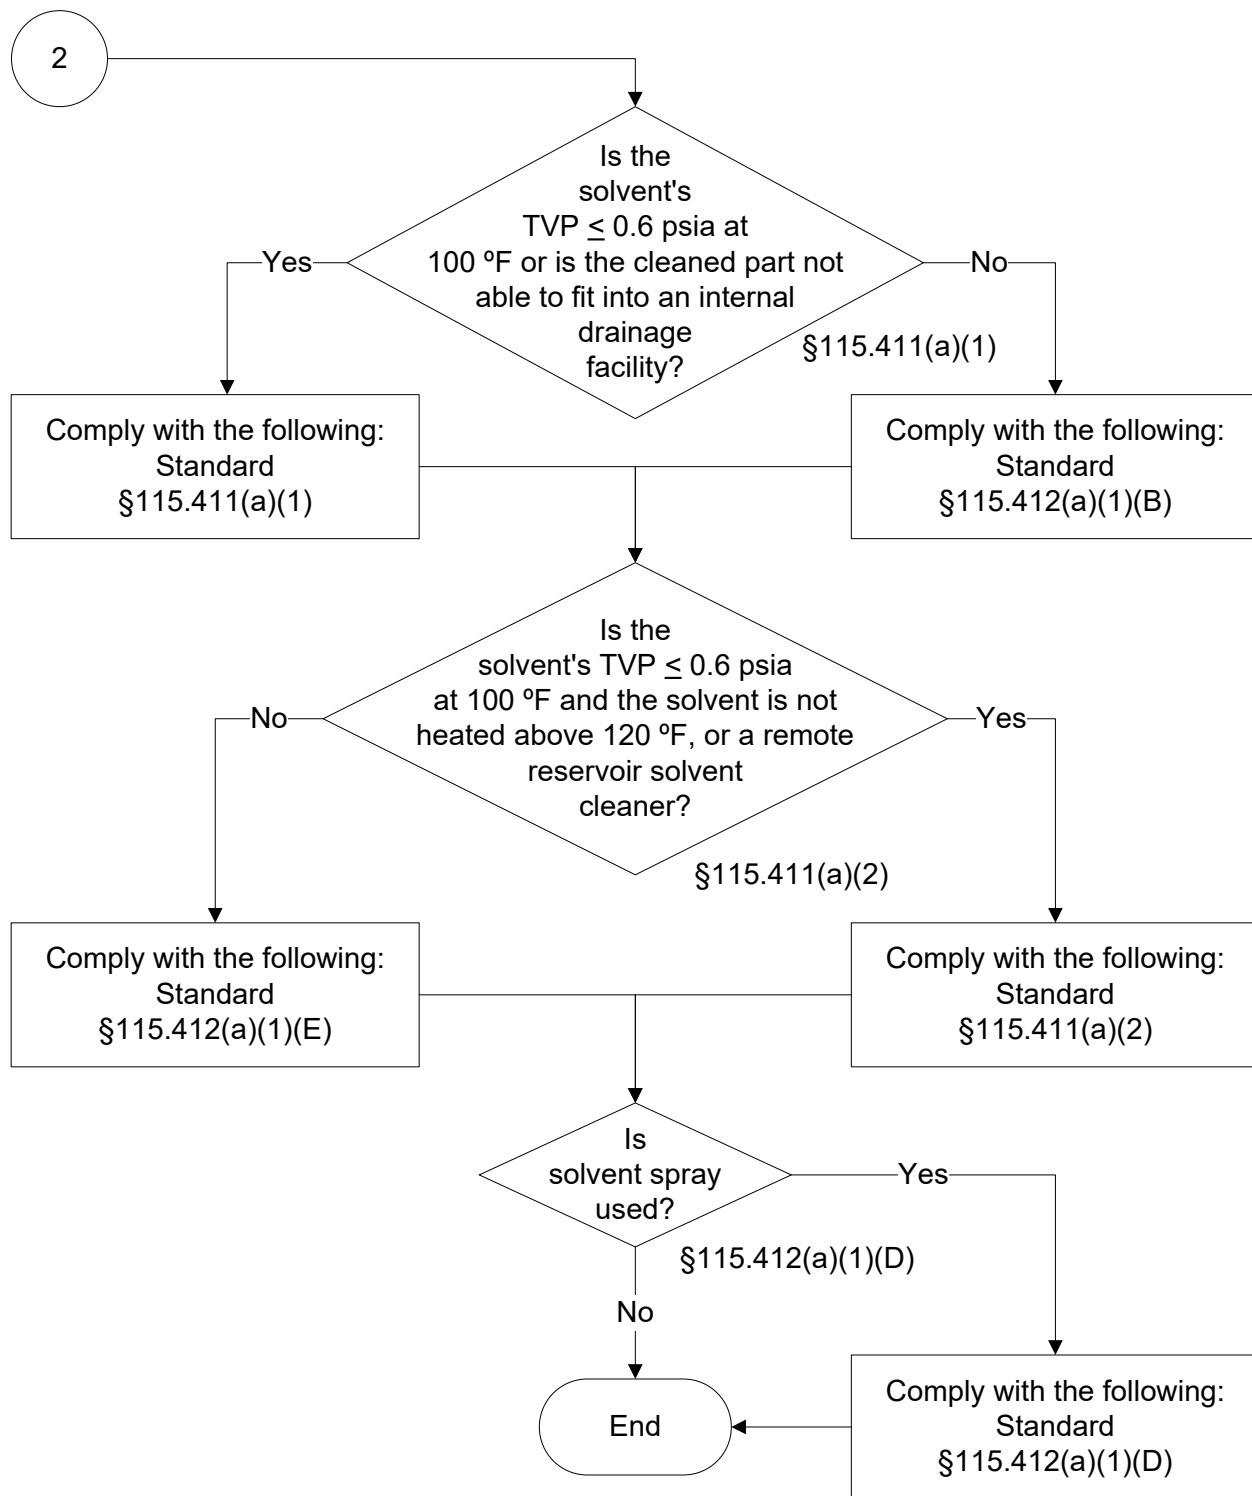 2
Is the
solvent's
TVP ≤ 0.6 psia at
100 ºF or is the cleaned part not
able to fit into an internal
drainage
facility?
Yes
No
§115.411(a)(1)
Comply with the following:
Standard
§115.411(a)(1)
Comply with the following:
Standard
§115.412(a)(1)(B)
Is the
solvent's TVP ≤ 0.6 psia
at 100 ºF and the solvent is not
heated above 120 ºF, or a remote
reservoir solvent
cleaner?
No
Yes
§115.411(a)(2)
Comply with the following:
Standard
§115.412(a)(1)(E)
Comply with the following:
Standard
§115.411(a)(2)
Is
solvent spray
used?
Yes
§115.412(a)(1)(D)
No
End
Comply with the following:
Standard
§115.412(a)(1)(D)